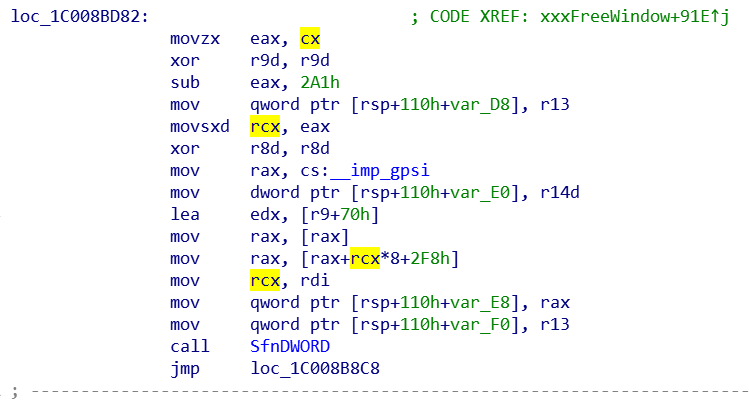 loc_1C008BD82: ; CODE XREF: xxxFreeWindow+91E↑j
movzx eax, cx
xor r9d, r9d
sub eax, 2A1h
mov qword ptr [rsp+110h+var_D8], r13
movsxd rcx, eax
xor r8d, r8d
mov rax, cs:__imp_gpsi
mov dword ptr [rsp+110h+var_E0], r14d
lea edx, [r9+70h]
mov rax, [rax]
mov rax, [rax+rcx*8+2F8h]
mov rcx, rdi
mov qword ptr [rsp+110h+var_E8], rax
mov qword ptr [rsp+110h+var_F0], r13
call SfnDWORD
jmp loc_1C008B8C8
; ---------------------------------------------------------------------------